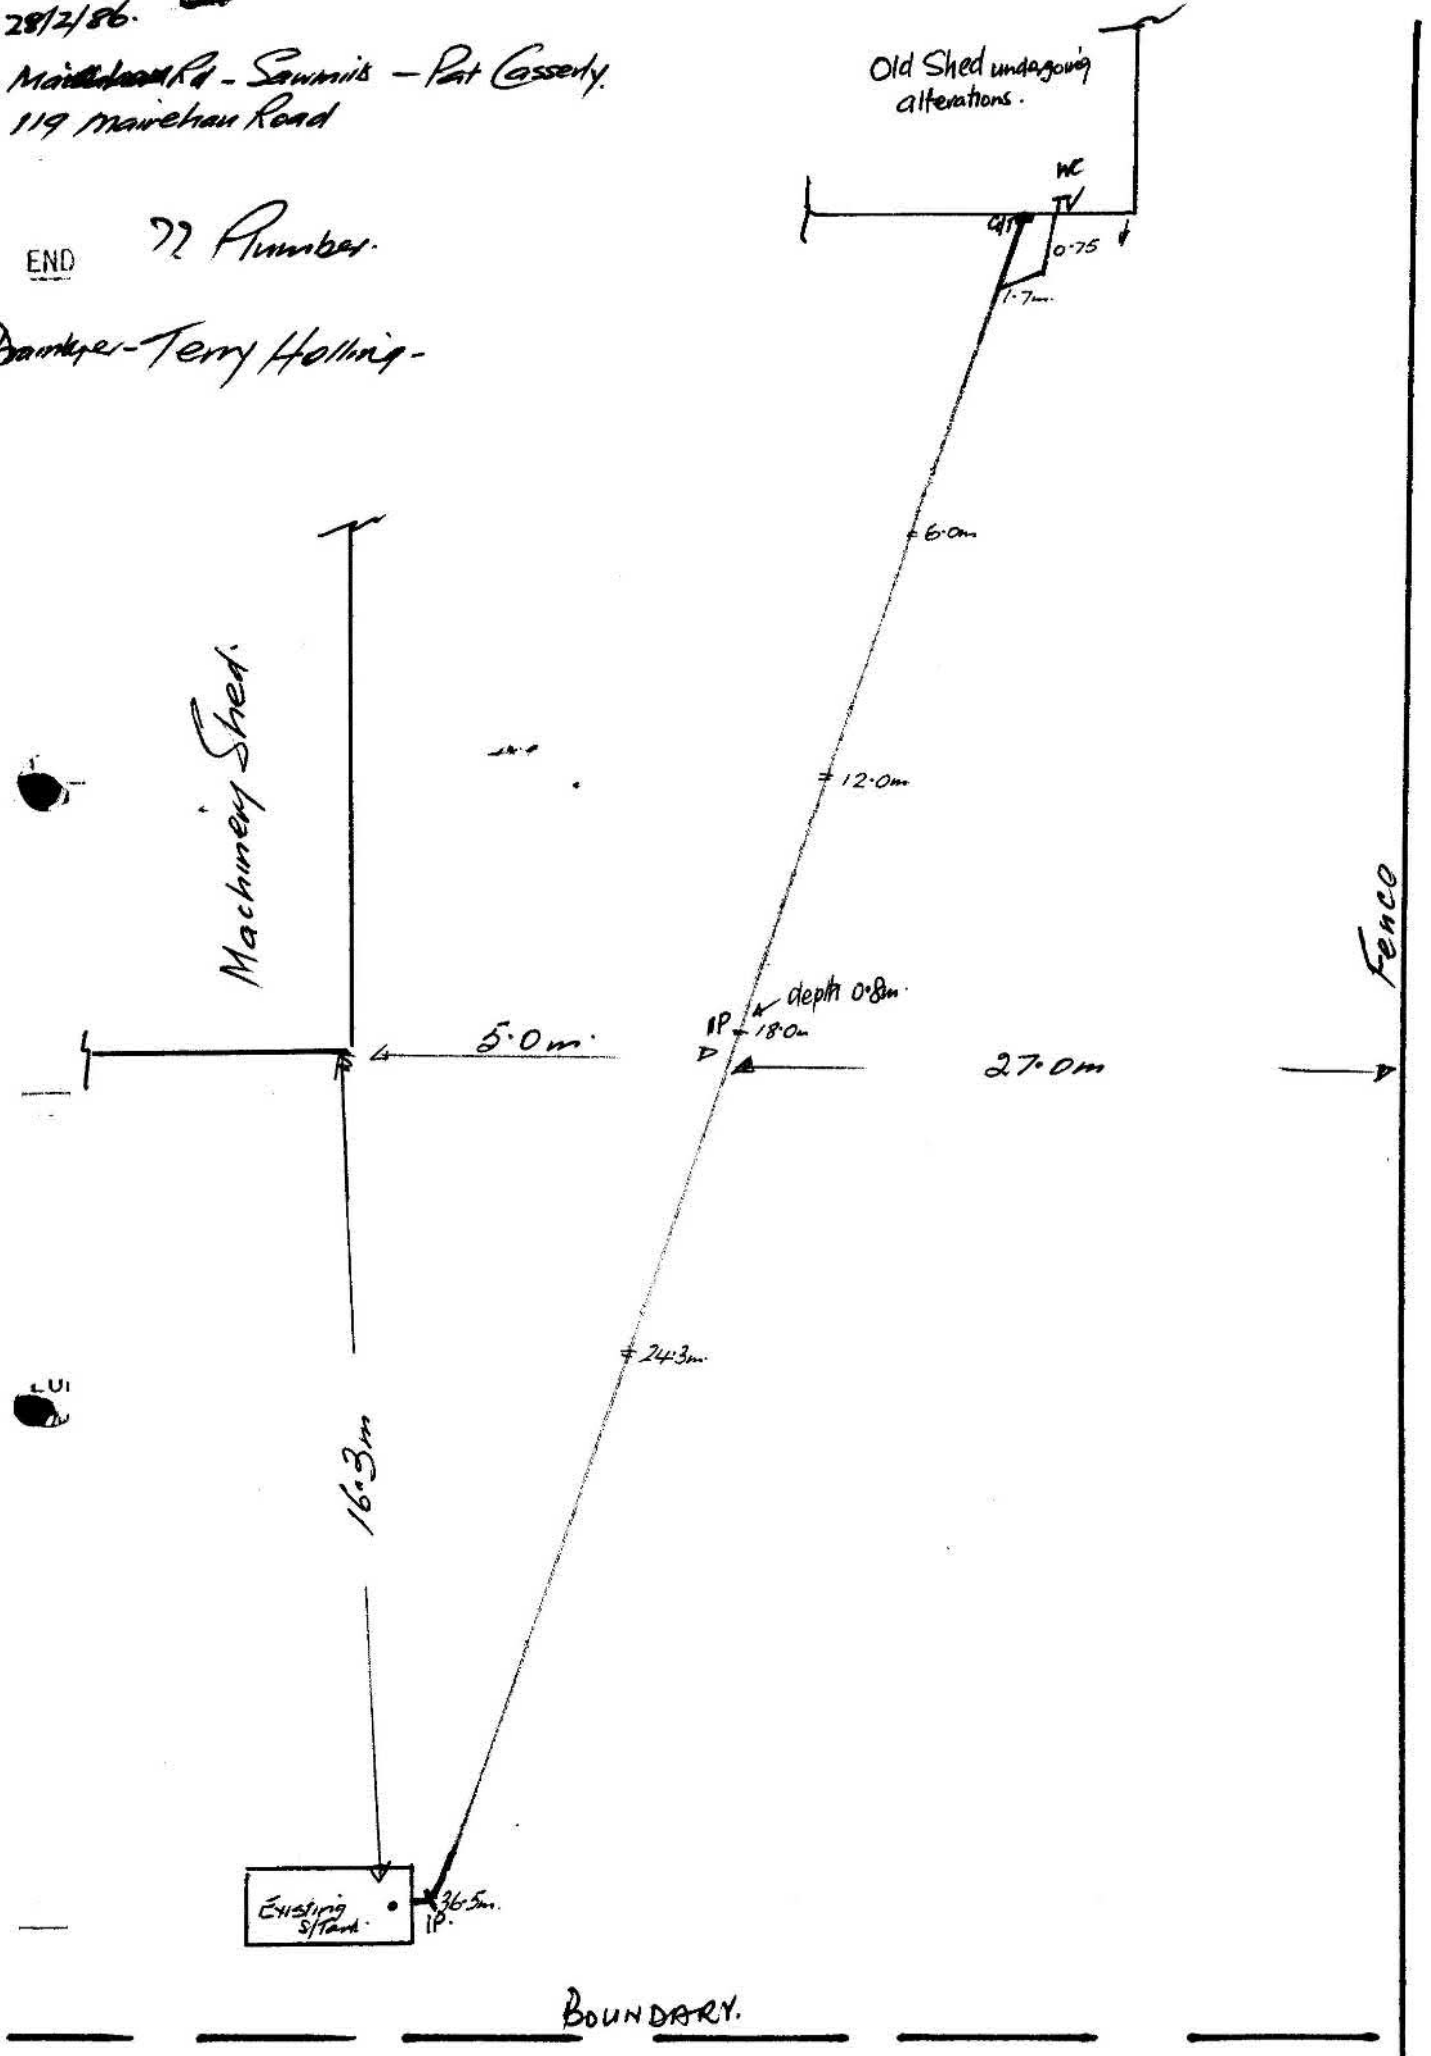 28/2/86.
Rd - Sawmills - Pat Casserly.
119 Mairehau Road
END
?? Plumber.
Drainlayer - Terry Holling -
Old Shed undergoing
alterations.
WC
GIT
0.75
1.7m.
6.0m
12.0m
Machinery Shed.
Fence
depth 0.8m.
IP
18.0m
5.0m.
27.0m
24.3m.
16.3m
Existing
S/Tank.
36.5m.
IP.
BOUNDARY.